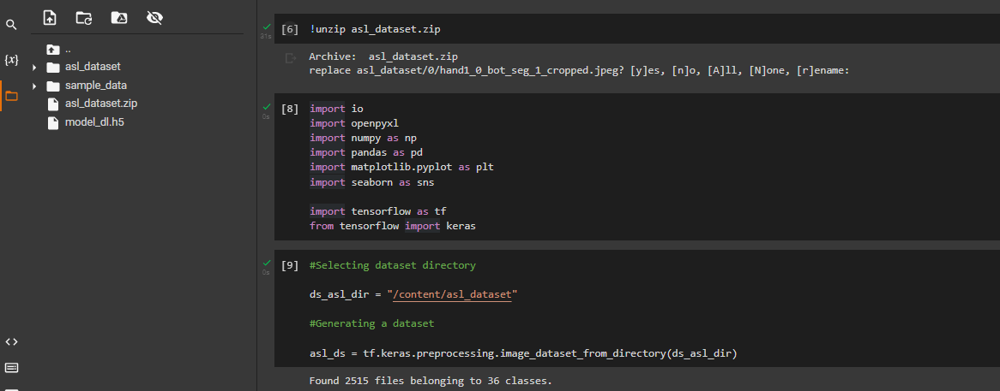 {x}
..
asl_dataset
sample_data
asl_dataset.zip
model_dl.h5
31s
[6] !unzip asl_dataset.zip
Archive:  asl_dataset.zip
replace asl_dataset/0/hand1_0_bot_seg_1_cropped.jpeg? [y]es, [n]o, [A]ll, [N]one, [r]ename:
0s
[8] import io
import openpyxl
import numpy as np
import pandas as pd
import matplotlib.pyplot as plt
import seaborn as sns
import tensorflow as tf
from tensorflow import keras
0s
[9] #Selecting dataset directory
ds_asl_dir = "/content/asl_dataset"
#Generating a dataset
asl_ds = tf.keras.preprocessing.image_dataset_from_directory(ds_asl_dir)
Found 2515 files belonging to 36 classes.